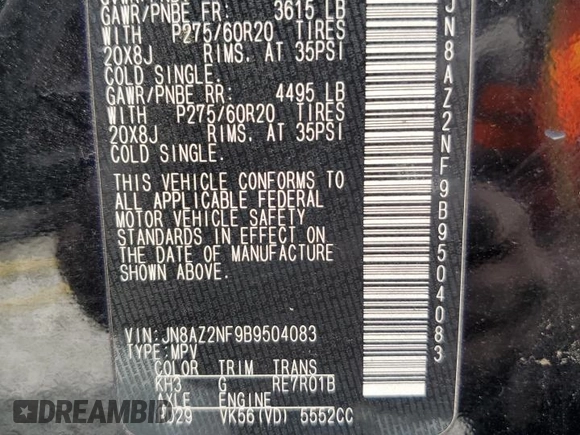 GAWR/PNBE FR: 3615 LB
WITH P275/60R20 TIRES
20X8J RIMS. AT 35PSI
COLD SINGLE.
GAWR/PNBE RR: 4495 LB
WITH P275/60R20 TIRES
20X8J RIMS. AT 35PSI
COLD SINGLE.
THIS VEHICLE CONFORMS TO
ALL APPLICABLE FEDERAL
MOTOR VEHICLE SAFETY
STANDARDS IN EFFECT ON
THE DATE OF MANUFACTURE
SHOWN ABOVE.
VIN:JN8AZ2NF9B9504083
TYPE:MPV
COLOR TRIM TRANS
KH3 G RE7R01B
AXLE ENGINE
VK56(VD) 5552CC
JN8AZ2NF9B9504083
DIRECTBIDDING.COM